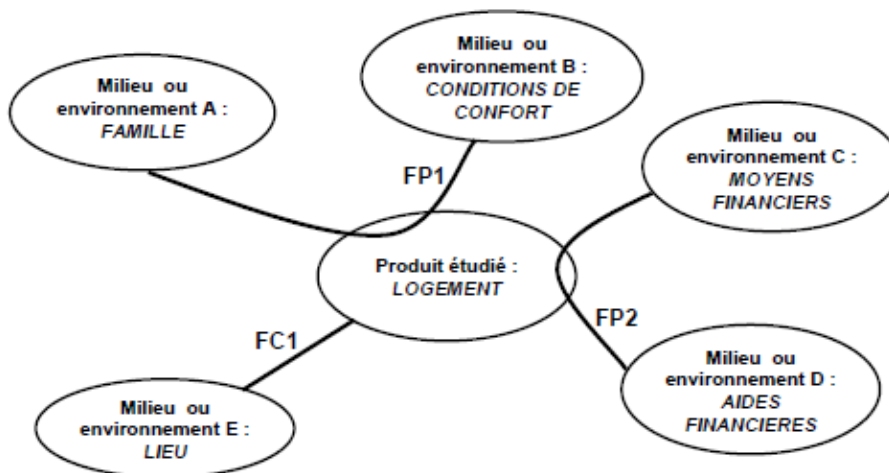 Milieu ou
environnement A :
FAMILLE
Milieu ou
environnement B :
CONDITIONS DE
CONFORT
Milieu ou
environnement C :
MOYENS
FINANCIERS
FP1
Produit étudié :
LOGEMENT
FP2
FC1
Milieu ou
environnement D :
AIDES
FINANCIERES
Milieu ou
environnement E :
LIEU